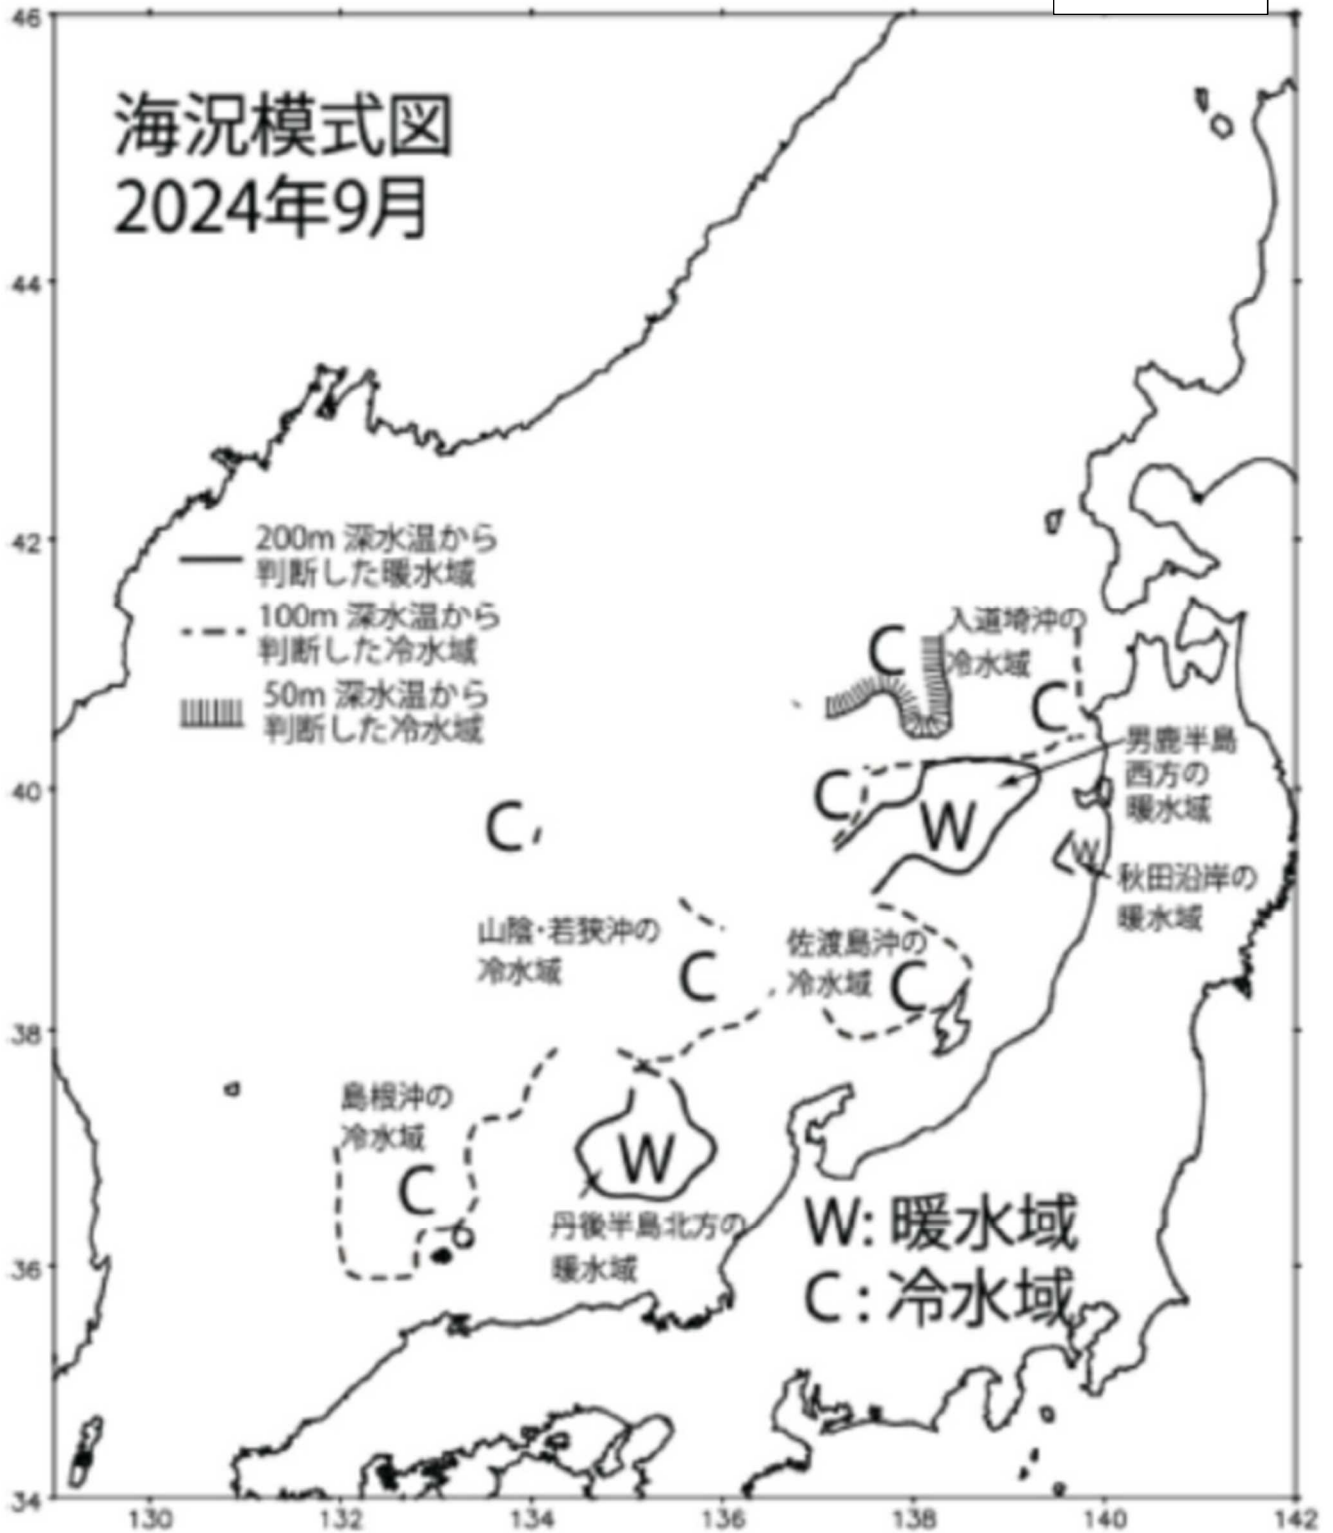 46
海況模式図
2024年9月
44
42
200m 深水温から
判断した暖水域
100m 深水温から
判断した冷水域
50m 深水温から
判断した冷水域
入道埼沖の
冷水域
C
C
男鹿半島
西方の
暖水域
40
C
W
C
W
秋田沿岸の
暖水域
山陰・若狭沖の
冷水域
C
佐渡島沖の
冷水域
C
38
島根沖の
冷水域
C
W
丹後半島北方の
暖水域
W: 暖水域
C: 冷水域
36
34
130 132 134 136 138 140 142